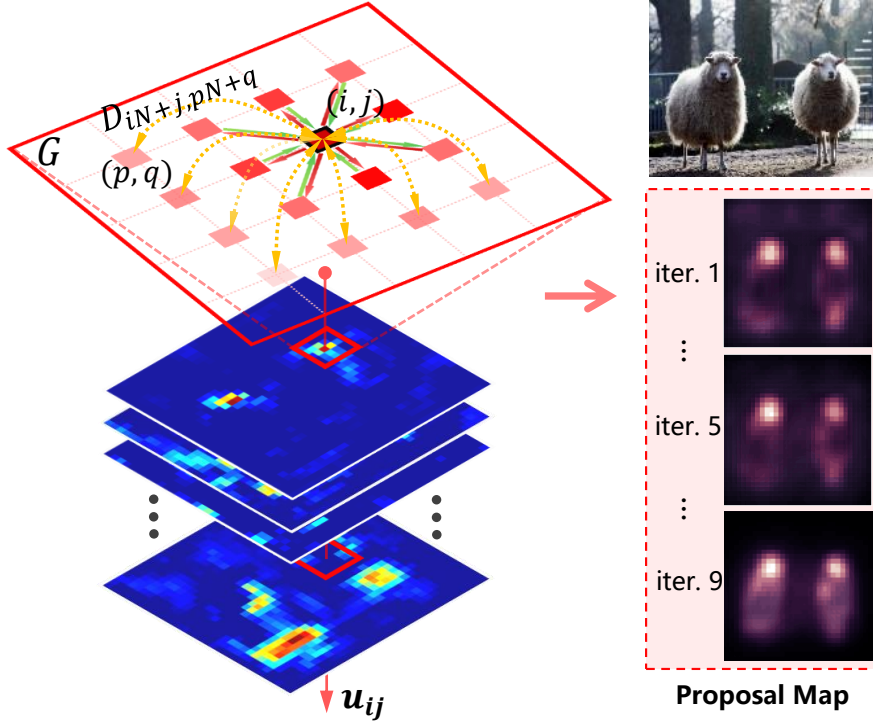 D_{iN+j,pN+q}
(i, j)
G
(p, q)
iter. 1
⋮
iter. 5
⋮
iter. 9
u_{ij}
Proposal Map